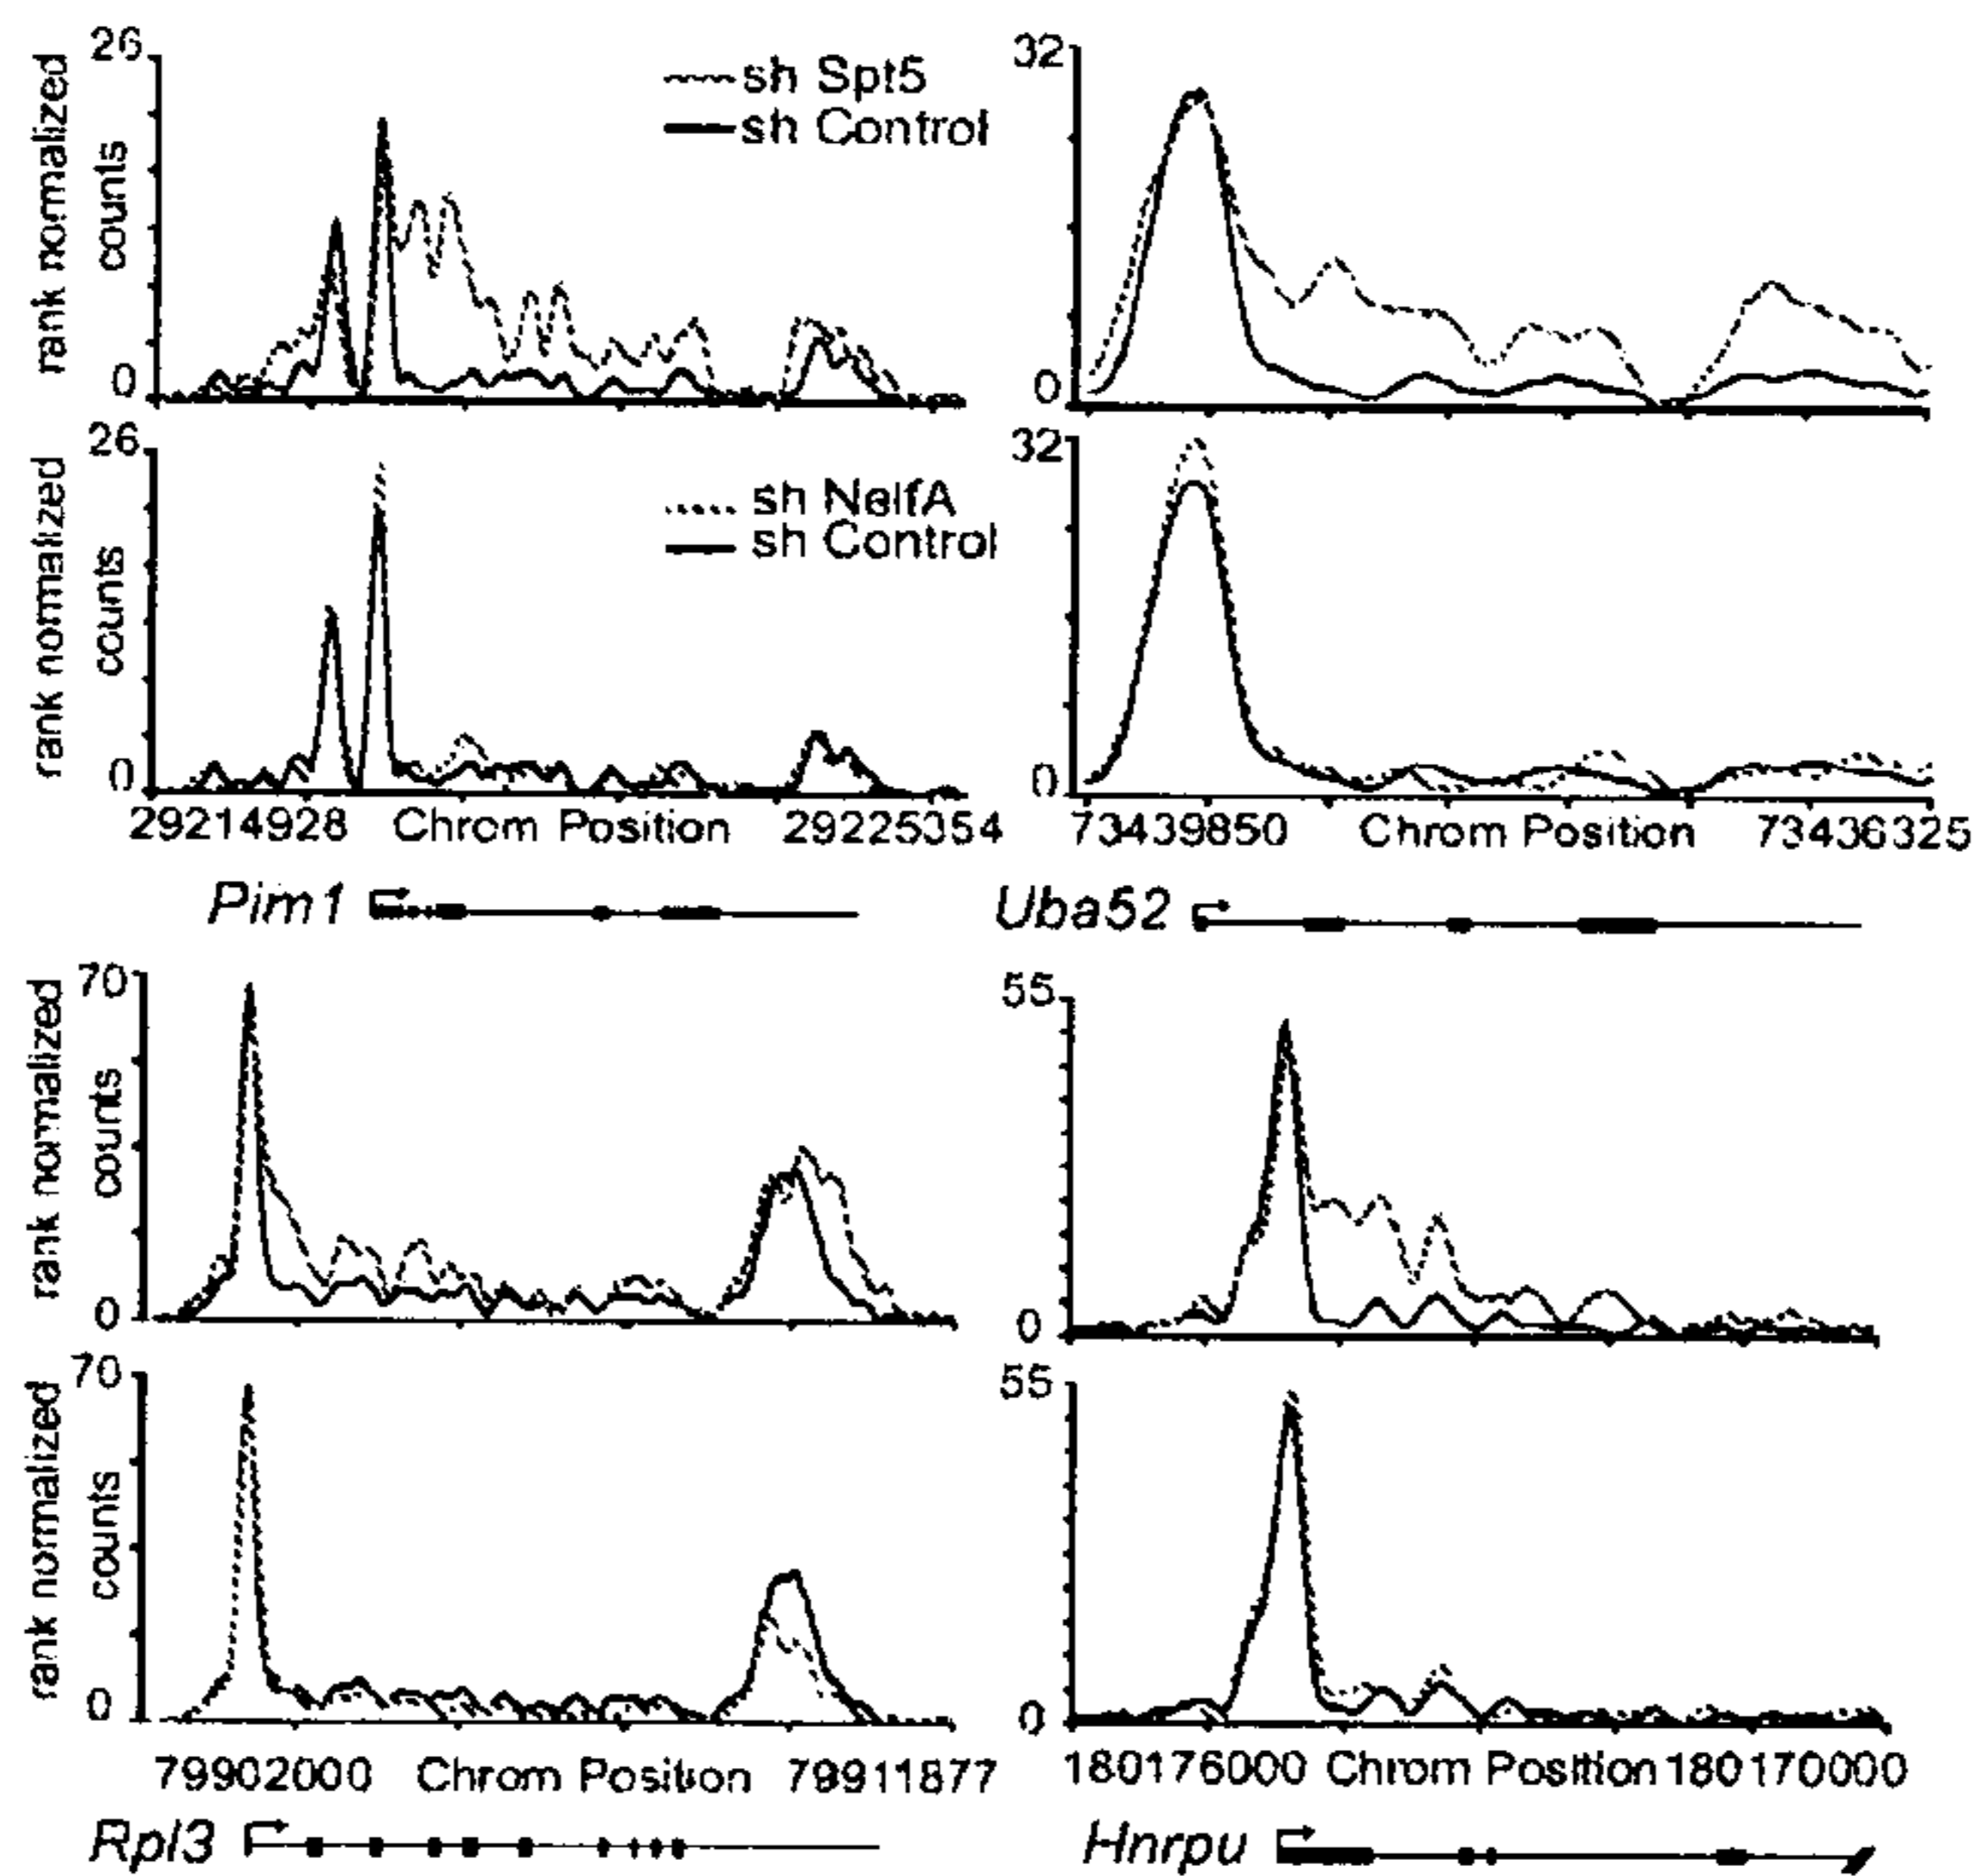 26
rank normalized
counts
0
sh Spt5
sh Control
32
0
26
rank normalized
counts
0
sh NelfA
sh Control
32
0
29214928 Chrom Position 29225354
73439850 Chrom Position 73436325
Pim1
Uba52
70
rank normalized
counts
0
55
0
70
rank normalized
counts
0
55
0
79902000 Chrom Position 79911877
180176000 Chrom Position 180170000
Rpl3
Hnrpu